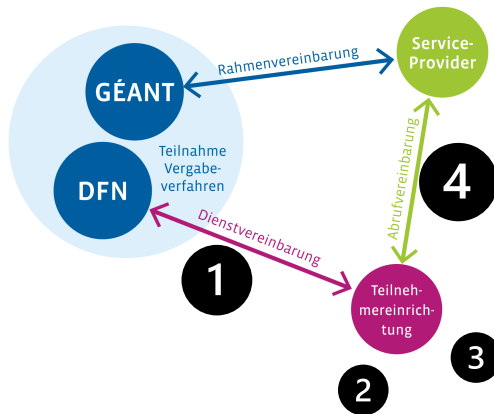 Service-
Provider
Rahmenvereinbarung
GÉANT
Teilnahme
Vergabe-
verfahren
DFN
Dienstvereinbarung
Abrufvereinbarung
4
1
Teilneh-
mereinrich-
tung
3
2